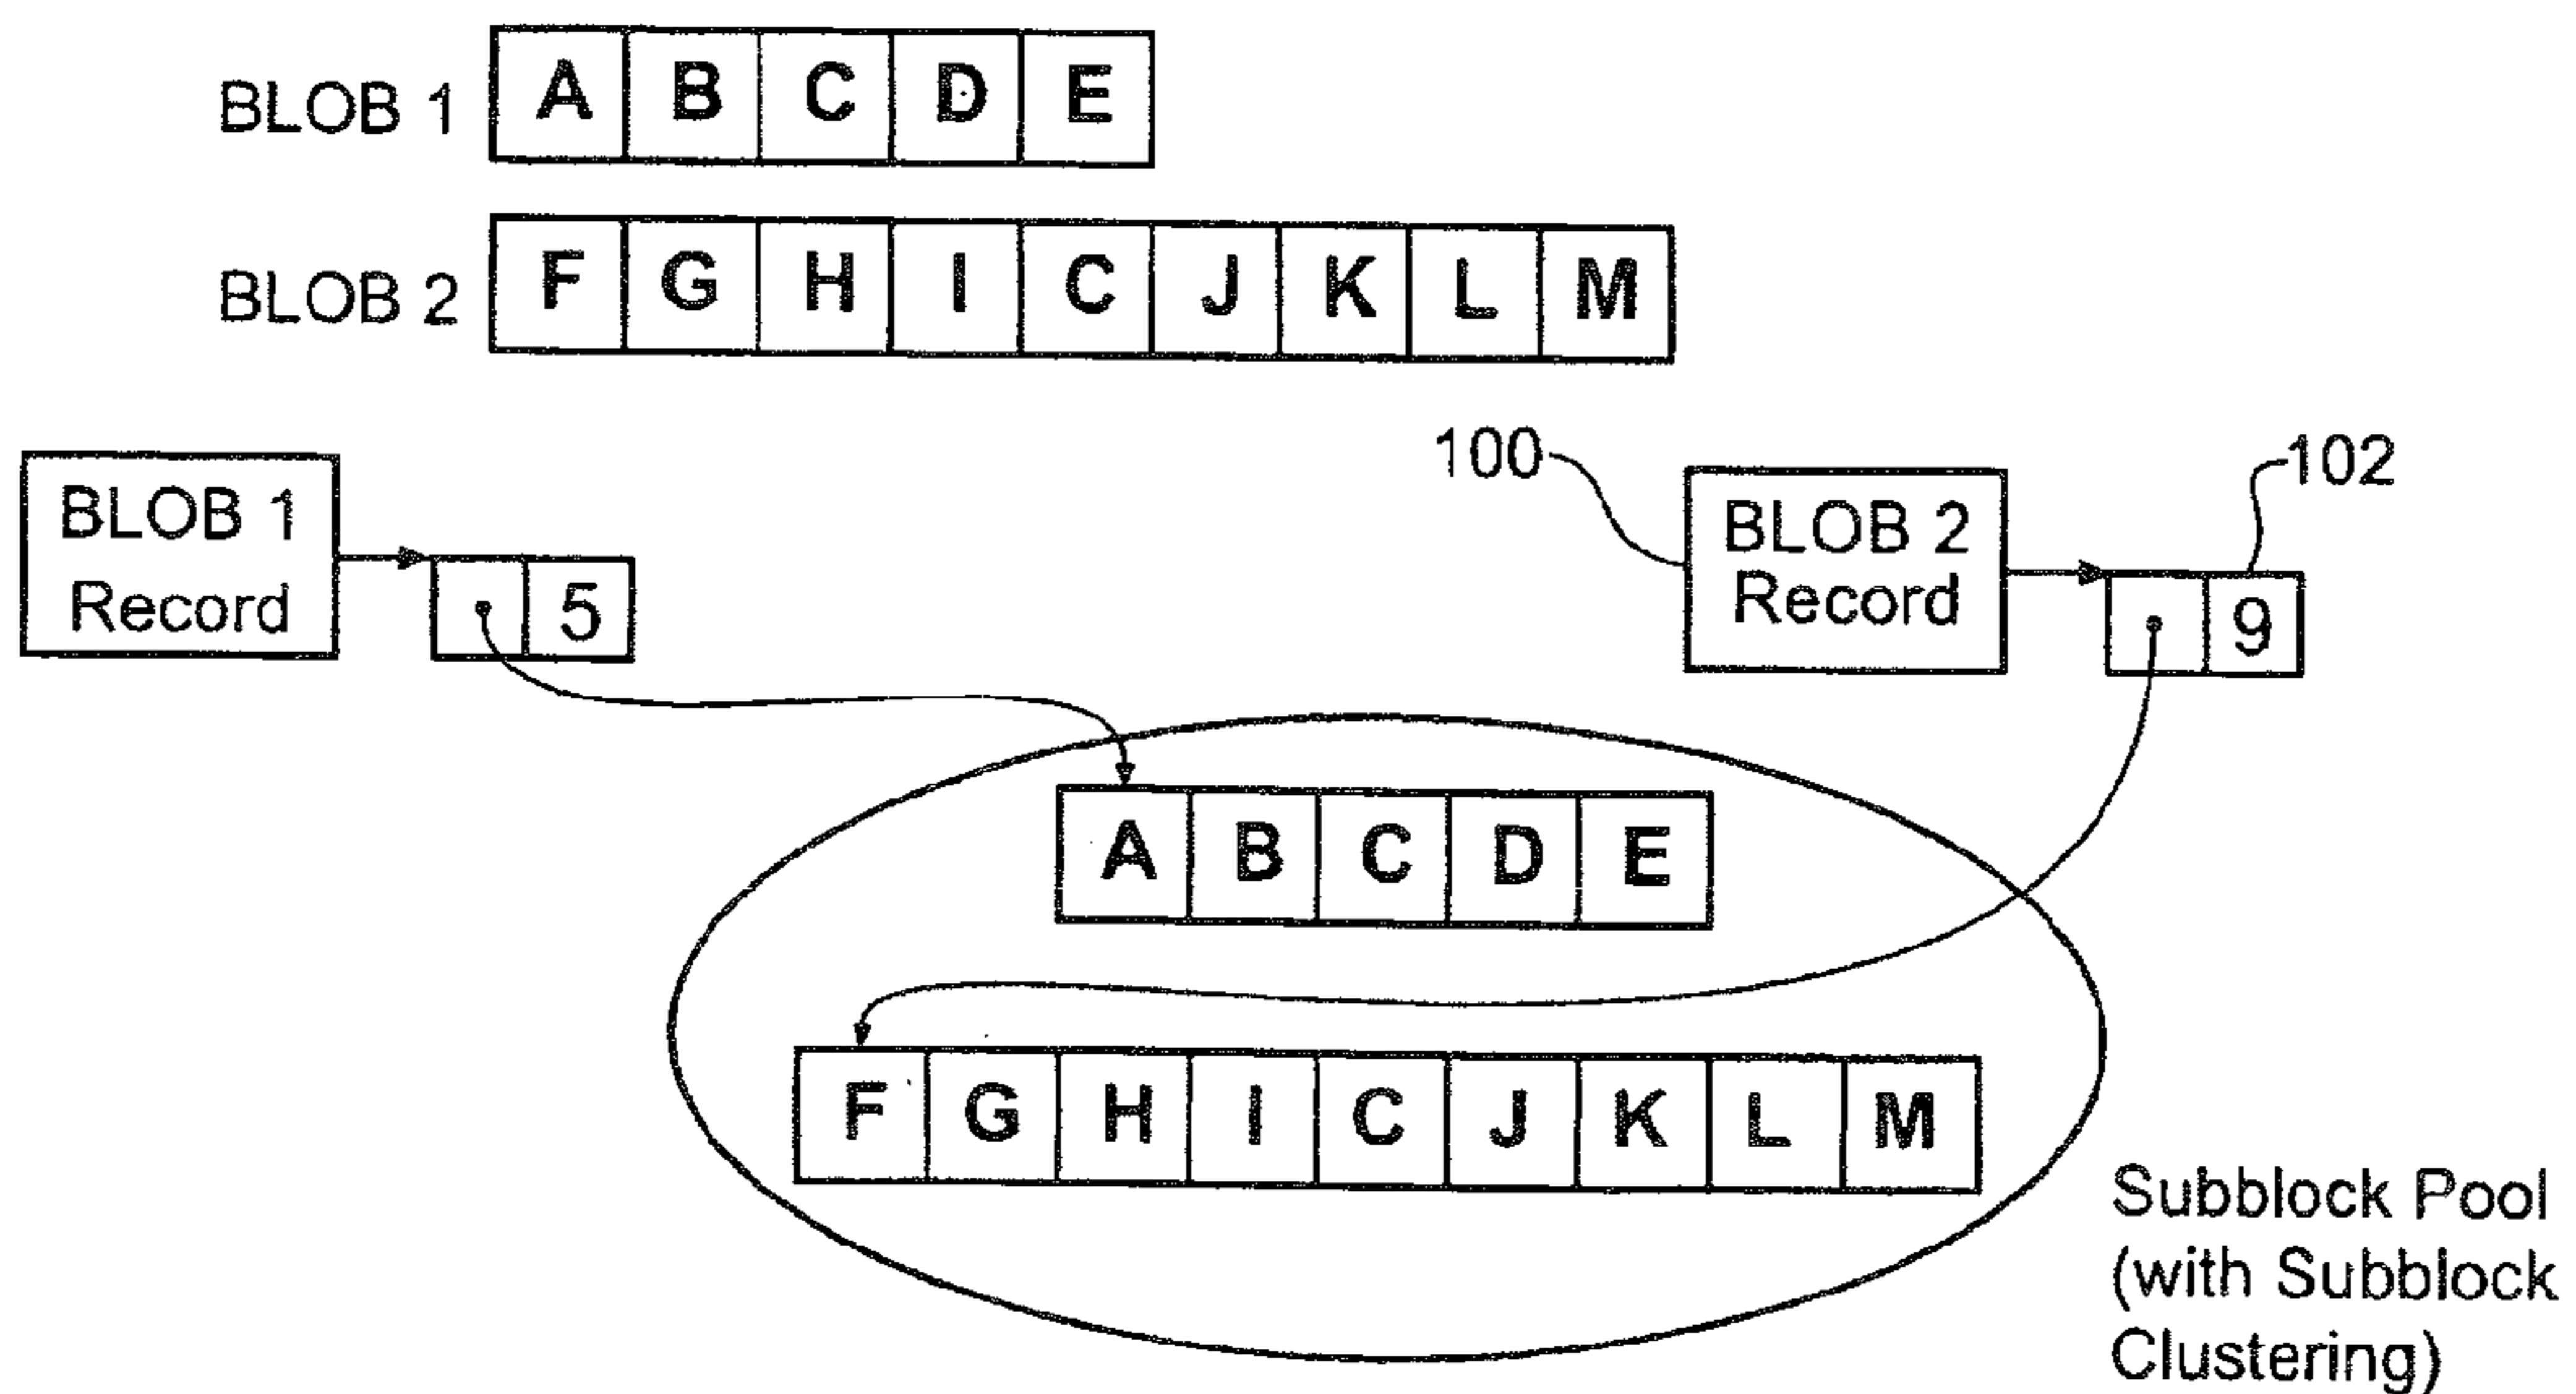 BLOB 1 A B C D E
BLOB 2 F G H I C J K L M
100
102
BLOB 1
Record
5
BLOB 2
Record
9
A B C D E
F G H I C J K L M
Subblock Pool
(with Subblock
Clustering)